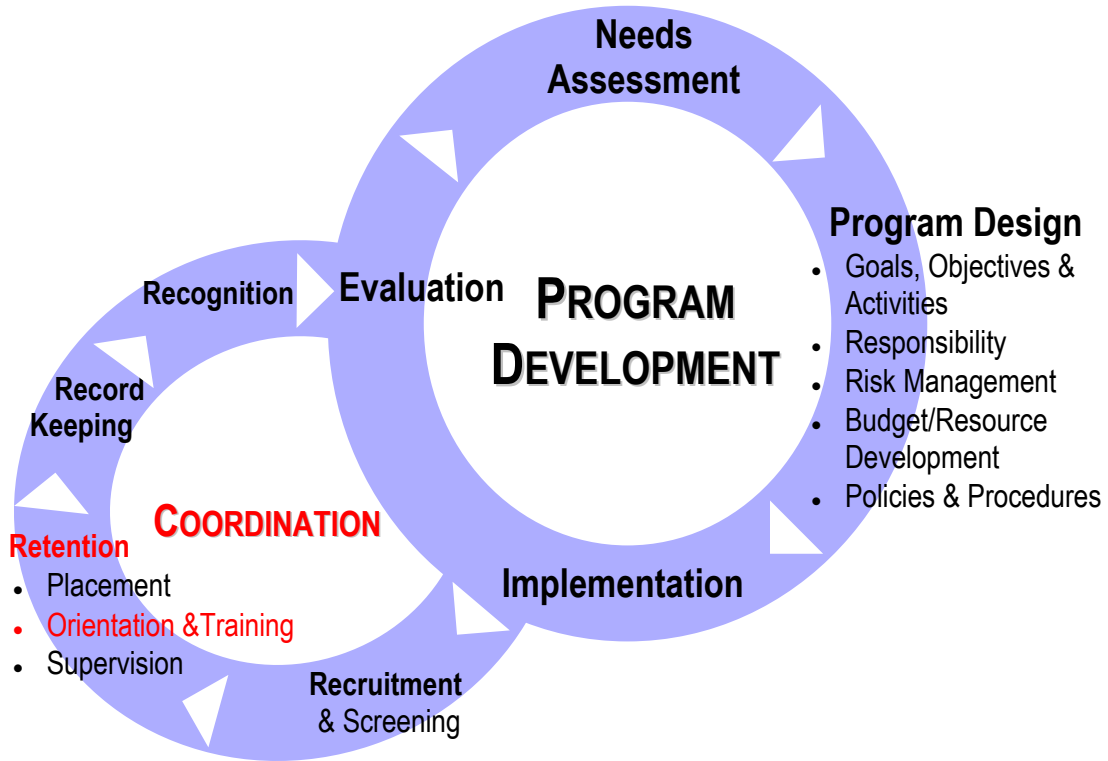 Needs
Assessment
Program Design
• Goals, Objectives &
Activities
• Responsibility
• Risk Management
• Budget/Resource
Development
• Policies & Procedures
PROGRAM
DEVELOPMENT
Implementation
Evaluation
Recognition
Record
Keeping
COORDINATION
Retention
• Placement
• Orientation &Training
• Supervision
Recruitment
& Screening